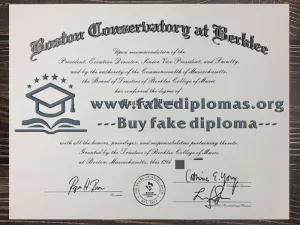 Boston Conservatory at Berklee
Upon recommendation of the
President, Executive Director, Senior Vice President, and Faculty,
and by the authority of the Commonwealth of Massachusetts,
the Board of Trustees of Berklee College of Music
has conferred the degree of
www.fakediplomas.org
---Buy fake diploma---
with all the honors, privileges, and responsibilities pertaining thereto.
Granted by the Trustees of Berklee College of Music
at Boston, Massachusetts, this